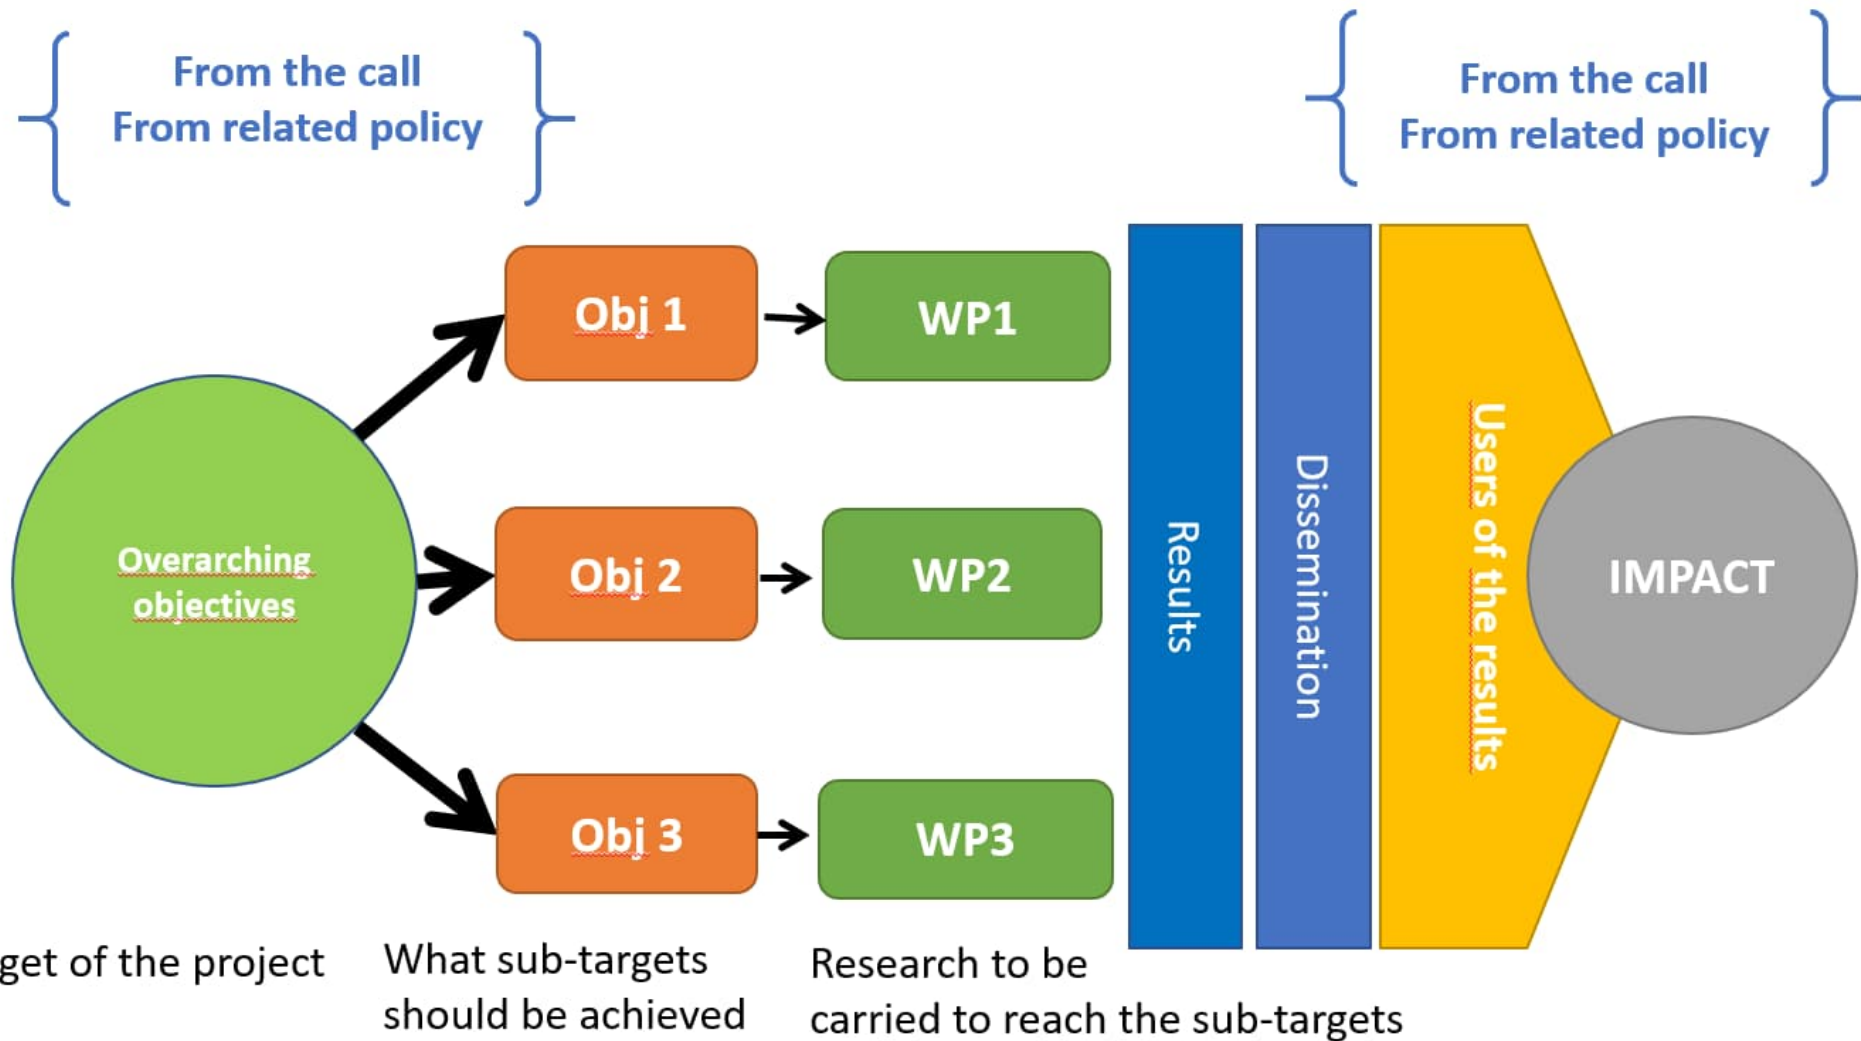 From the call
From related policy
From the call
From related policy
Obj 1
WP1
Overarching
objectives
Obj 2
WP2
Obj 3
WP3
Results
Dissemination
Users of the results
IMPACT
get of the project
What sub-targets
should be achieved
Research to be
carried to reach the sub-targets